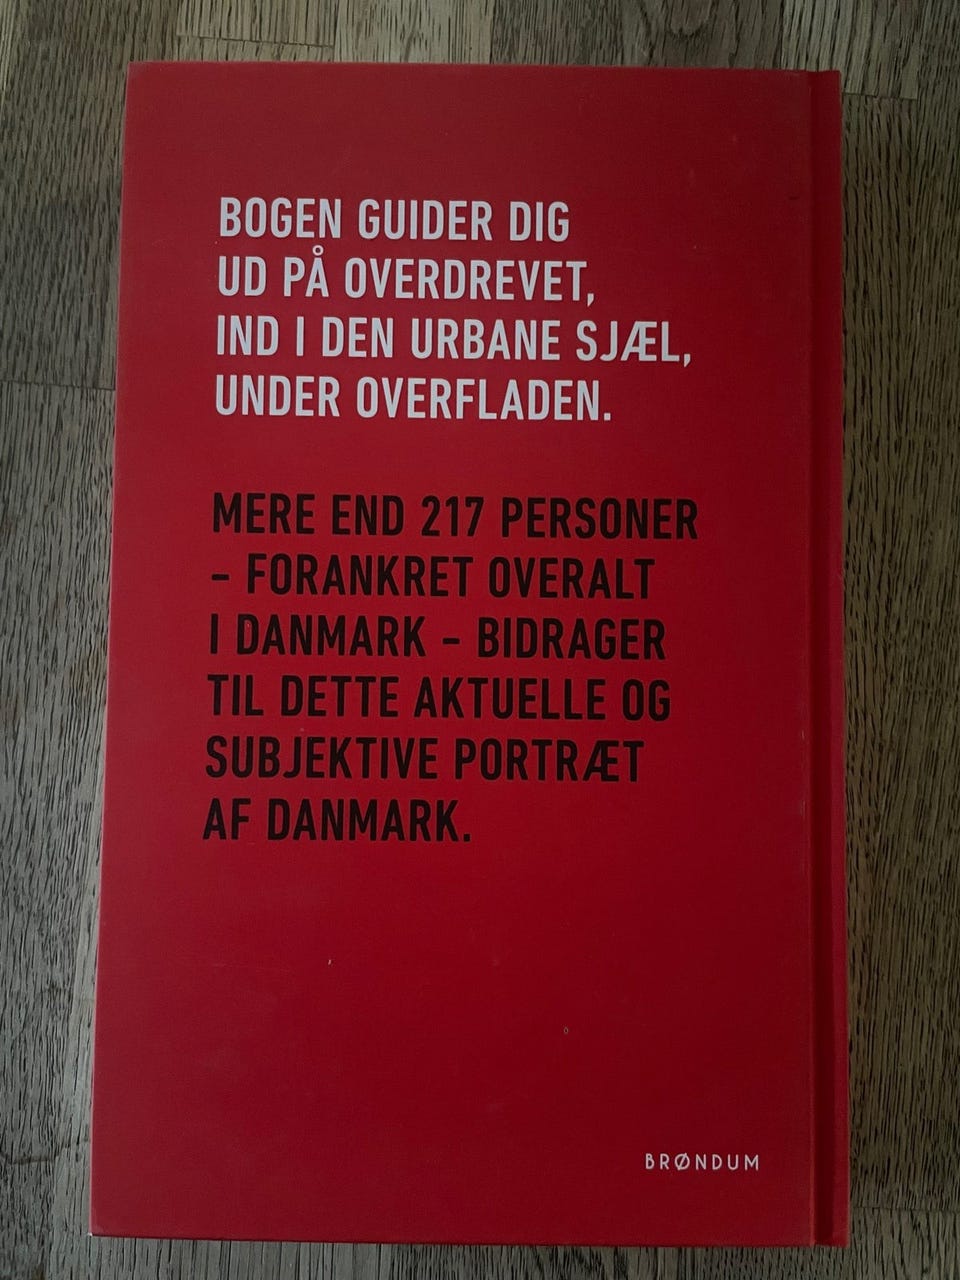 BOGEN GUIDER DIG
UD PÅ OVERDREVET,
IND I DEN URBANE SJÆL,
UNDER OVERFLADEN.
MERE END 217 PERSONER
– FORANKRET OVERALT
I DANMARK – BIDRAGER
TIL DETTE AKTUELLE OG
SUBJEKTIVE PORTRÆT
AF DANMARK.
BRØNDUM